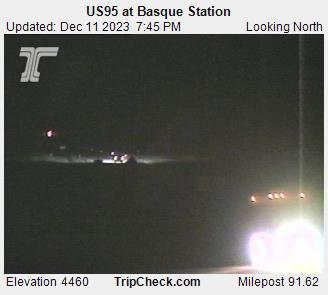 US95 at Basque Station
Updated: Dec 11 2023 7:45 PM Looking North
Elevation 4460 TripCheck.com Milepost 91.62